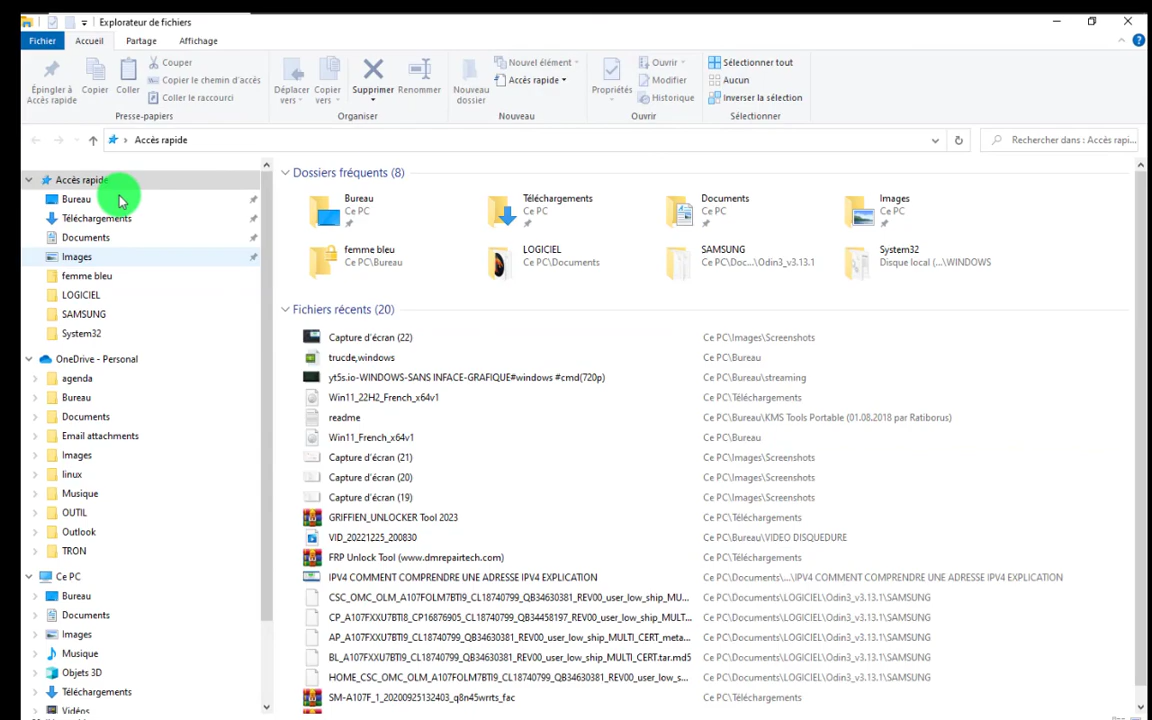 Explorateur de fichiers
Fichier
Accueil
Partage
Affichage
Épingler à
Accès rapide
Copier
Coller
Couper
Copier le chemin d'accès
Coller le raccourci
Presse-papiers
Déplacer
vers
Copier
vers
Supprimer
Renommer
Organiser
Nouveau
dossier
Nouvel élément
Accès rapide
Nouveau
Propriétés
Ouvrir
Modifier
Historique
Ouvrir
Sélectionner tout
Aucun
Inverser la sélection
Sélectionner
Accès rapide
Rechercher dans : Accès rapi...
Accès rapide
Bureau
Téléchargements
Documents
Images
femme bleu
LOGICIEL
SAMSUNG
System32
OneDrive - Personal
agenda
Bureau
Documents
Email attachments
Images
linux
Musique
OUTIL
Outlook
TRON
Ce PC
Bureau
Documents
Images
Musique
Objets 3D
Téléchargements
Vidéos
Dossiers fréquents (8)
Bureau
Ce PC
Téléchargements
Ce PC
Documents
Ce PC
Images
Ce PC
femme bleu
Ce PC\Bureau
LOGICIEL
Ce PC\Documents
SAMSUNG
Ce PC\Doc...\Odin3_v3.13.1
System32
Disque local (...\WINDOWS
Fichiers récents (20)
Capture d'écran (22) Ce PC\Images\Screenshots
trucde,windows Ce PC\Bureau
yt5s.io-WINDOWS-SANS INFACE-GRAFIQUE#windows #cmd(720p) Ce PC\Bureau\streaming
Win11_22H2_French_x64v1 Ce PC\Téléchargements
readme Ce PC\Bureau\KMS Tools Portable (01.08.2018 par Ratiborus)
Win11_French_x64v1 Ce PC\Bureau
Capture d'écran (21) Ce PC\Images\Screenshots
Capture d'écran (20) Ce PC\Images\Screenshots
Capture d'écran (19) Ce PC\Images\Screenshots
GRIFFIEN_UNLOCKER Tool 2023 Ce PC\Téléchargements
VID_20221225_200830 Ce PC\Bureau\VIDEO DISQUEDURE
FRP Unlock Tool (www.dmrepairtech.com) Ce PC\Téléchargements
IPV4 COMMENT COMPRENDRE UNE ADRESSE IPV4 EXPLICATION Ce PC\Documents\...\IPV4 COMMENT COMPRENDRE UNE ADRESSE IPV4 EXPLICATION
CSC_OMC_OLM_A107FOLM7BTI9_CL18740799_QB34630381_REV00_user_low_ship_MU... Ce PC\Documents\LOGICIEL\Odin3_v3.13.1\SAMSUNG
CP_A107FXXU7BTI8_CP16876905_CL18740799_QB34458197_REV00_user_low_ship_MULT... Ce PC\Documents\LOGICIEL\Odin3_v3.13.1\SAMSUNG
AP_A107FXXU7BTI9_CL18740799_QB34630381_REV00_user_low_ship_MULTI_CERT_meta... Ce PC\Documents\LOGICIEL\Odin3_v3.13.1\SAMSUNG
BL_A107FXXU7BTI9_CL18740799_QB34630381_REV00_user_low_ship_MULTI_CERT.tar.md5 Ce PC\Documents\LOGICIEL\Odin3_v3.13.1\SAMSUNG
HOME_CSC_OMC_OLM_A107FOLM7BTI9_CL18740799_QB34630381_REV00_user_low_s... Ce PC\Documents\LOGICIEL\Odin3_v3.13.1\SAMSUNG
SM-A107F_1_20200925132403_q8n45wrrts_fac Ce PC\Téléchargements